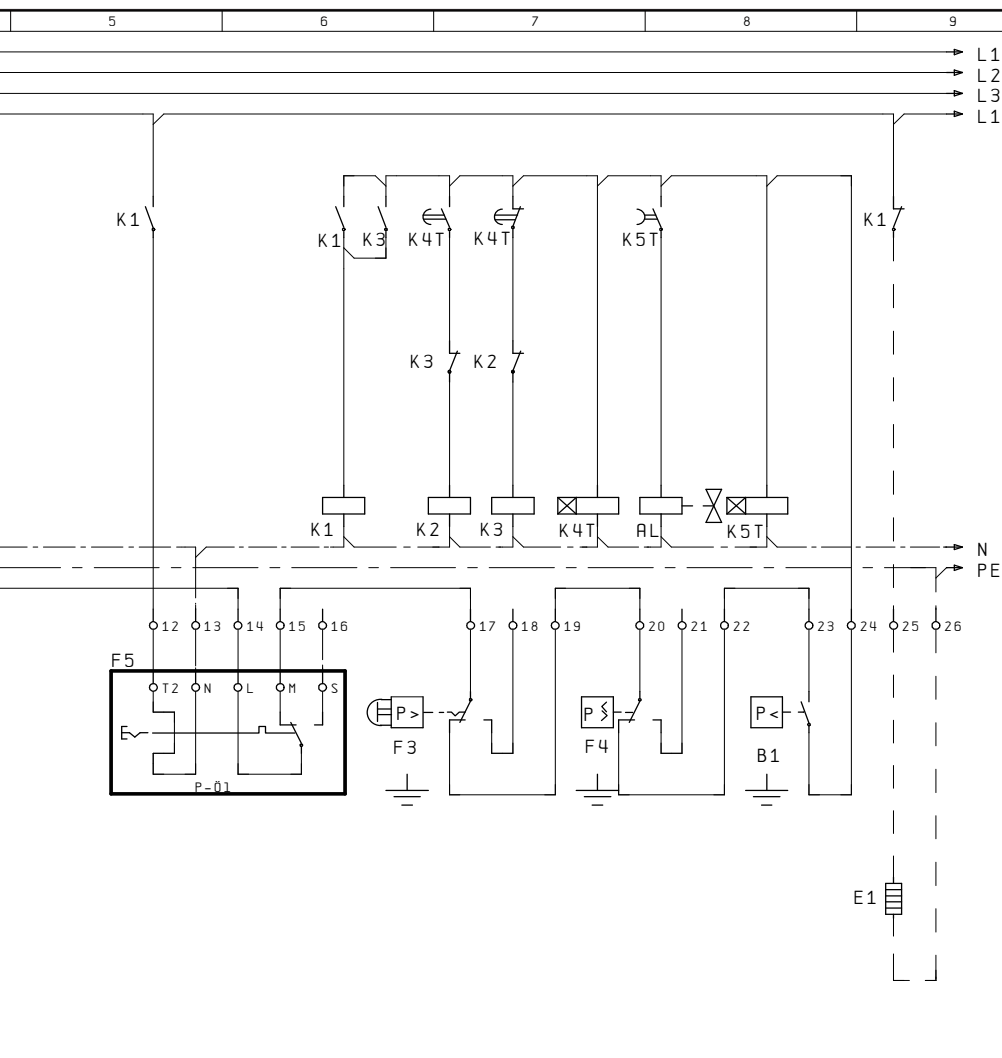 5 6 7 8 9
L1
L2
L3
L1
K1 K1 K3 K4T K4T K5T K1
K3 K2
K1 K2 K3 K4T AL K5T
N
PE
12 13 14 15 16 17 18 19 20 21 22 23 24 25 26
F5
T2 N L M S
P> P P<
F3 F4 B1
P-Öl
E1